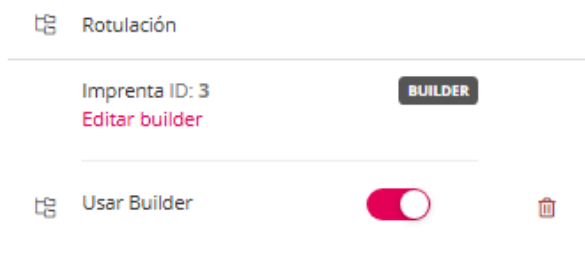 Rotulación
Imprenta ID: 3
BUILDER
Editar builder
Usar Builder